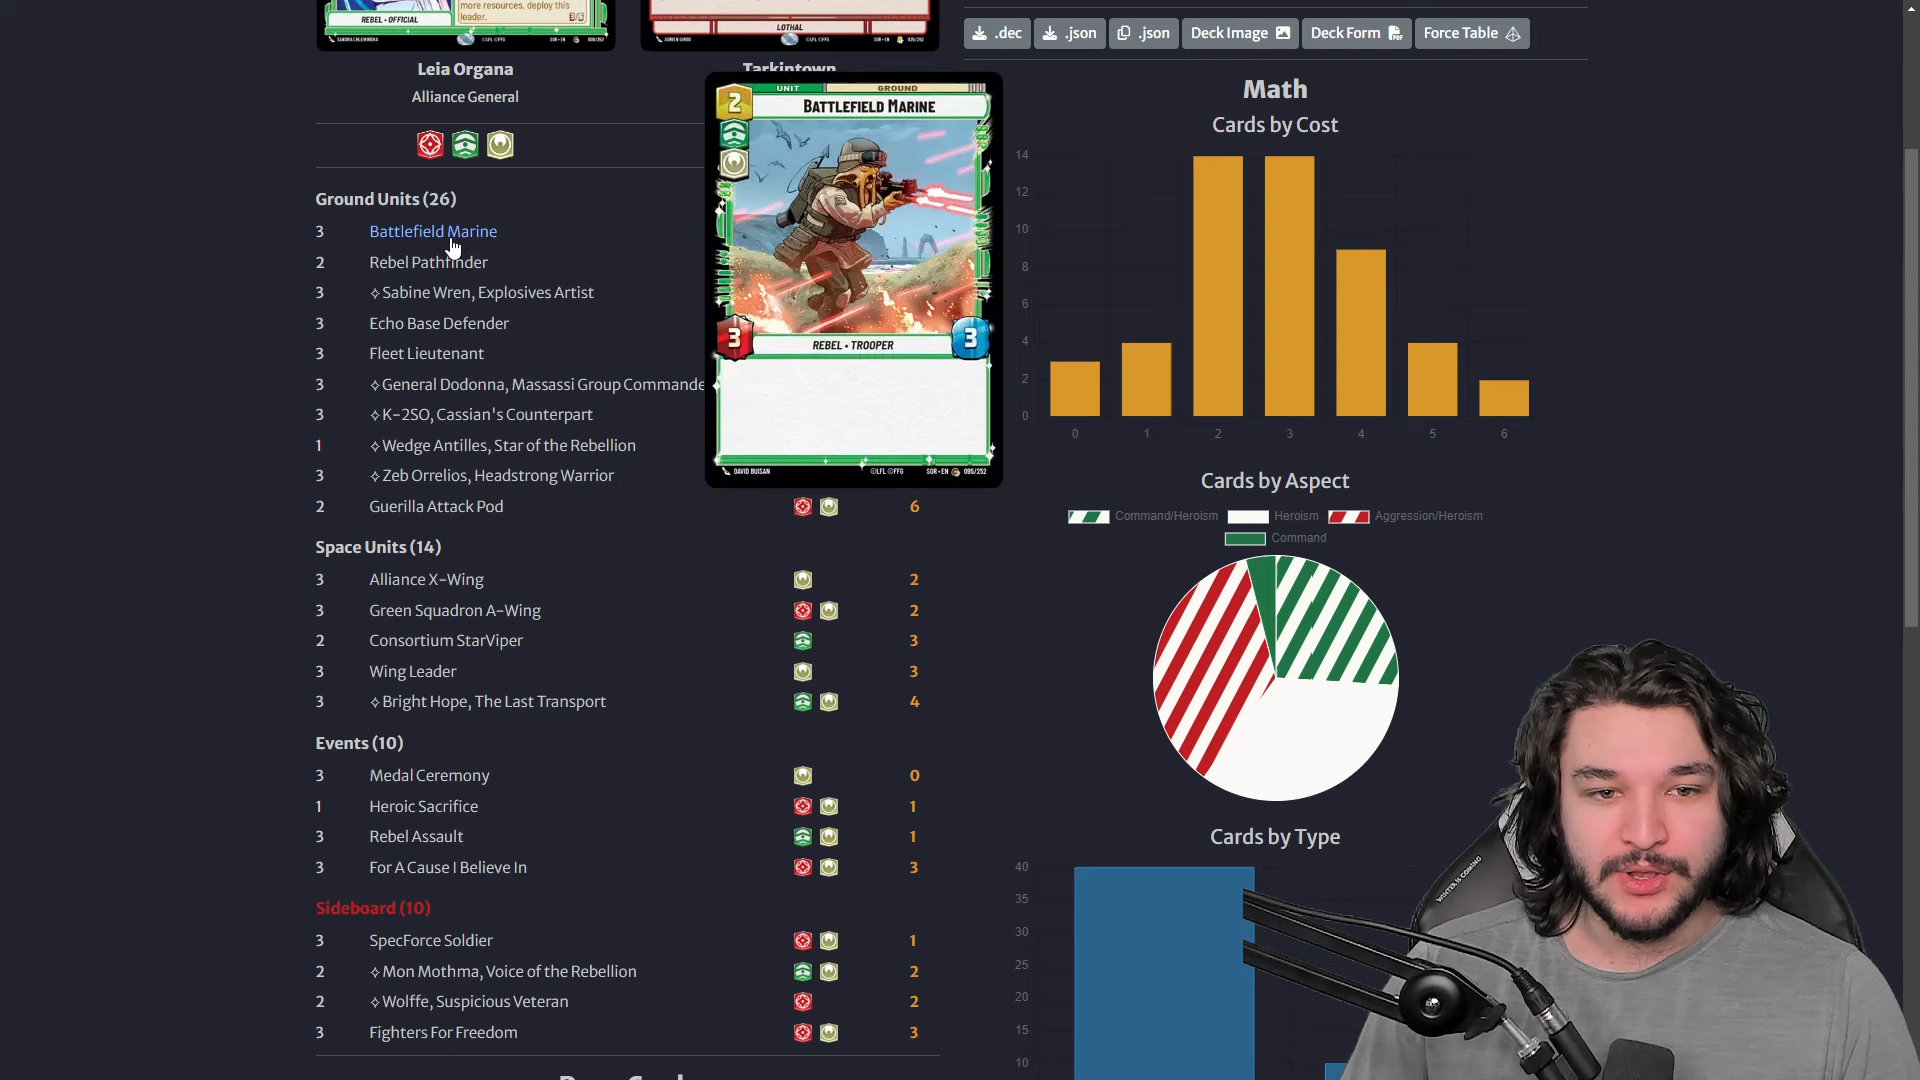 more resources, deploy this
leader.
REBEL • OFFICIAL
LOTHAL
Leia Organa
Alliance General
Tarkintown
.dec
.json
.json
Deck Image
Deck Form
Force Table
Ground Units (26)
3 Battlefield Marine
2 Rebel Pathfinder
3 Sabine Wren, Explosives Artist
3 Echo Base Defender
3 Fleet Lieutenant
3 General Dodonna, Massassi Group Commande
3 K-2SO, Cassian's Counterpart
1 Wedge Antilles, Star of the Rebellion
3 Zeb Orrelios, Headstrong Warrior
2 Guerilla Attack Pod 6
Space Units (14)
3 Alliance X-Wing 2
3 Green Squadron A-Wing 2
2 Consortium StarViper 3
3 Wing Leader 3
3 Bright Hope, The Last Transport 4
Events (10)
3 Medal Ceremony 0
1 Heroic Sacrifice 1
3 Rebel Assault 1
3 For A Cause I Believe In 3
Sideboard (10)
3 SpecForce Soldier 1
2 Mon Mothma, Voice of the Rebellion 2
2 Wolffe, Suspicious Veteran 2
3 Fighters For Freedom 3
UNIT GROUND
2 BATTLEFIELD MARINE
3 REBEL • TROOPER 3
DAVID BUISAN ©LFL ©FFG SOR • EN 095/252
Math
Cards by Cost
14
12
10
8
6
4
2
0
0 1 2 3 4 5 6
Cards by Aspect
Command/Heroism Heroism Aggression/Heroism
Command
Cards by Type
40
35
30
25
20
15
10
WINTER IS COMING